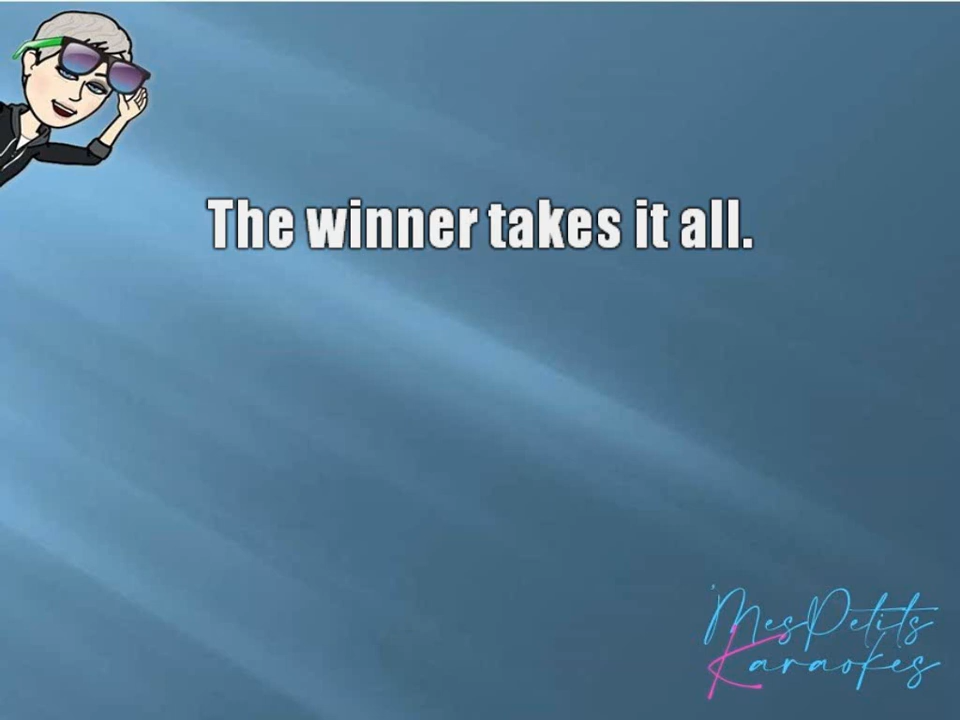 The winner takes it all.
MesPetits
Karaokes